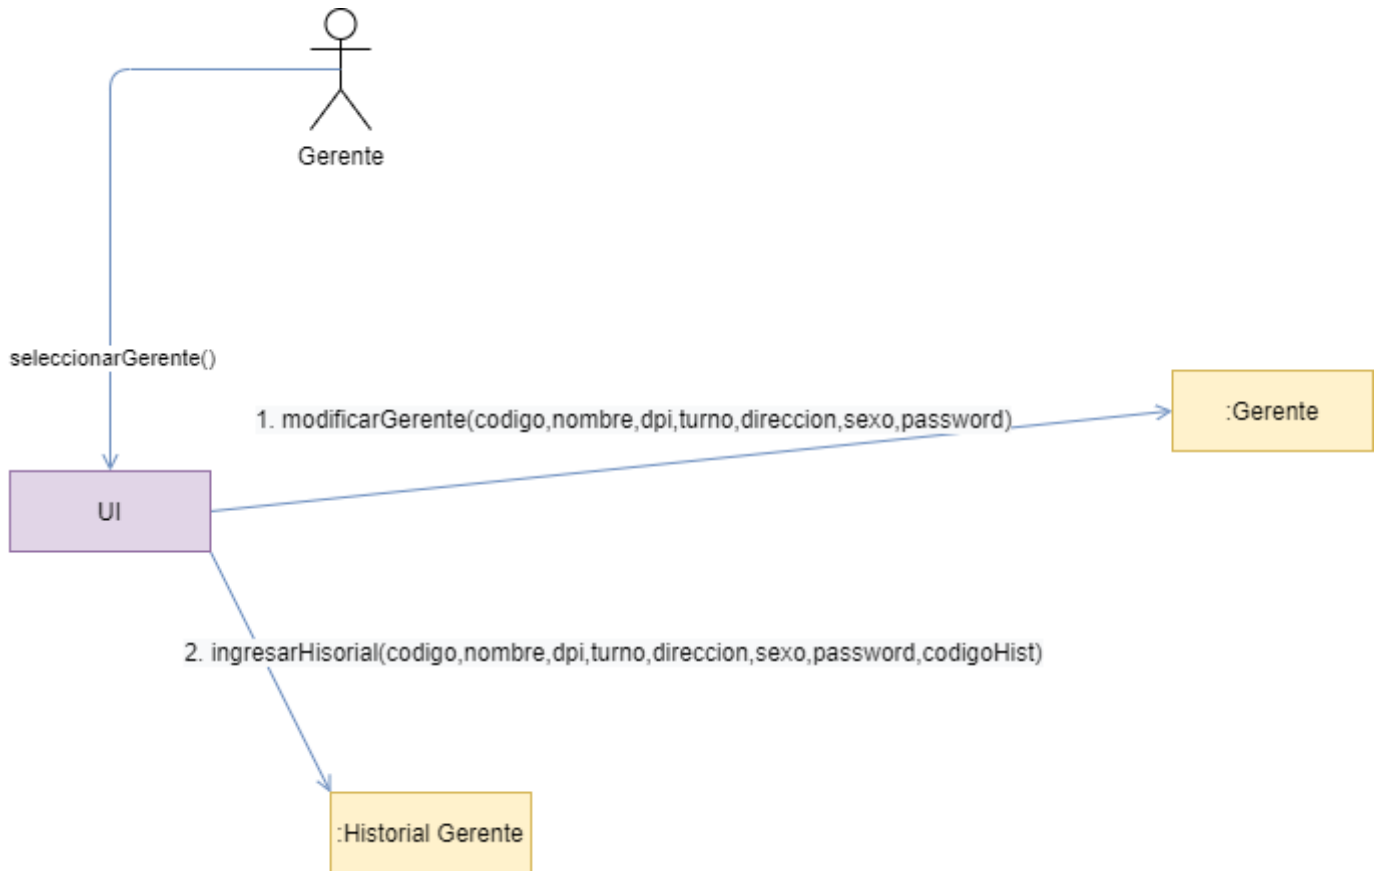 Gerente
seleccionarGerente()
1. modificarGerente(codigo,nombre,dpi,turno,direccion,sexo,password)
:Gerente
UI
2. ingresarHisorial(codigo,nombre,dpi,turno,direccion,sexo,password,codigoHist)
:Historial Gerente